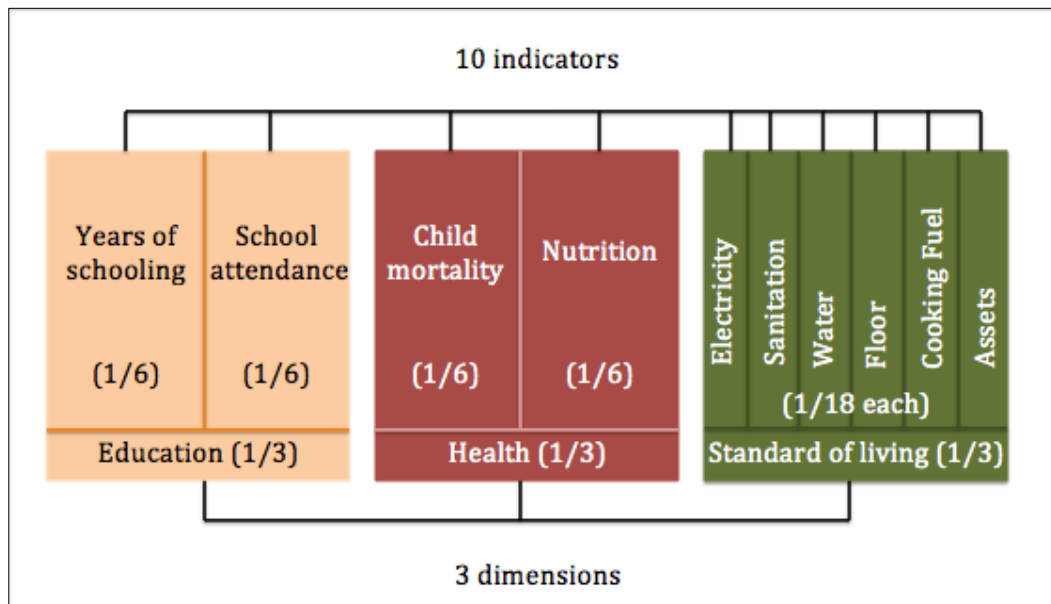 10 indicators
Years of
schooling
(1/6)
School
attendance
(1/6)
Education (1/3)
Child
mortality
(1/6)
Nutrition
(1/6)
Health (1/3)
Electricity
Sanitation
Water
Floor
Cooking Fuel
Assets
(1/18 each)
Standard of living (1/3)
3 dimensions